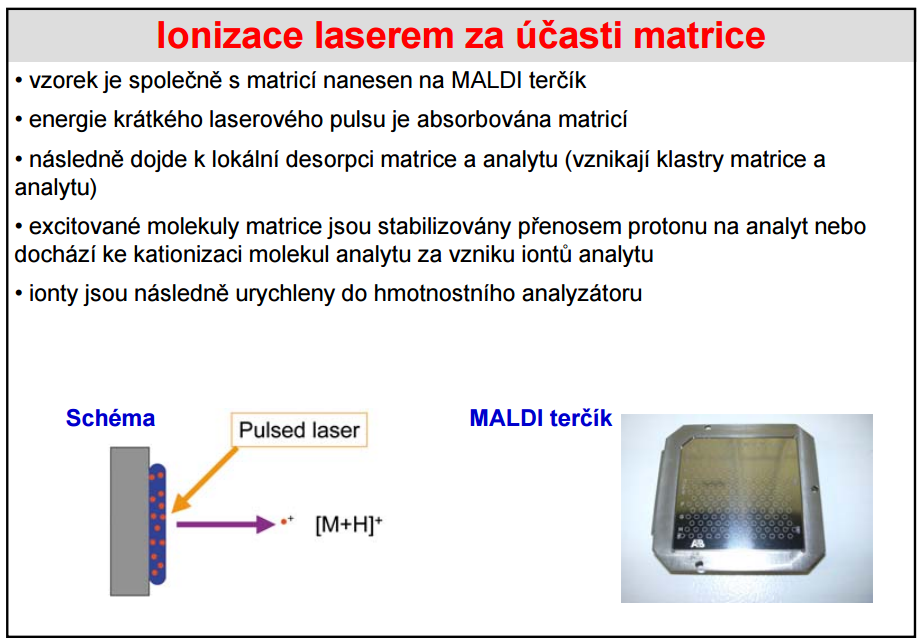 Ionizace laserem za účasti matrice
• vzorek je společně s matricí nanesen na MALDI terčík
• energie krátkého laserového pulsu je absorbována matricí
• následně dojde k lokální desorpci matrice a analytu (vznikají klastry matrice a
analytu)
• excitované molekuly matrice jsou stabilizovány přenosem protonu na analyt nebo
dochází ke kationizaci molekul analytu za vzniku iontů analytu
• ionty jsou následně urychleny do hmotnostního analyzátoru
Schéma
MALDI terčík
Pulsed laser
•+ [M+H]+
AB